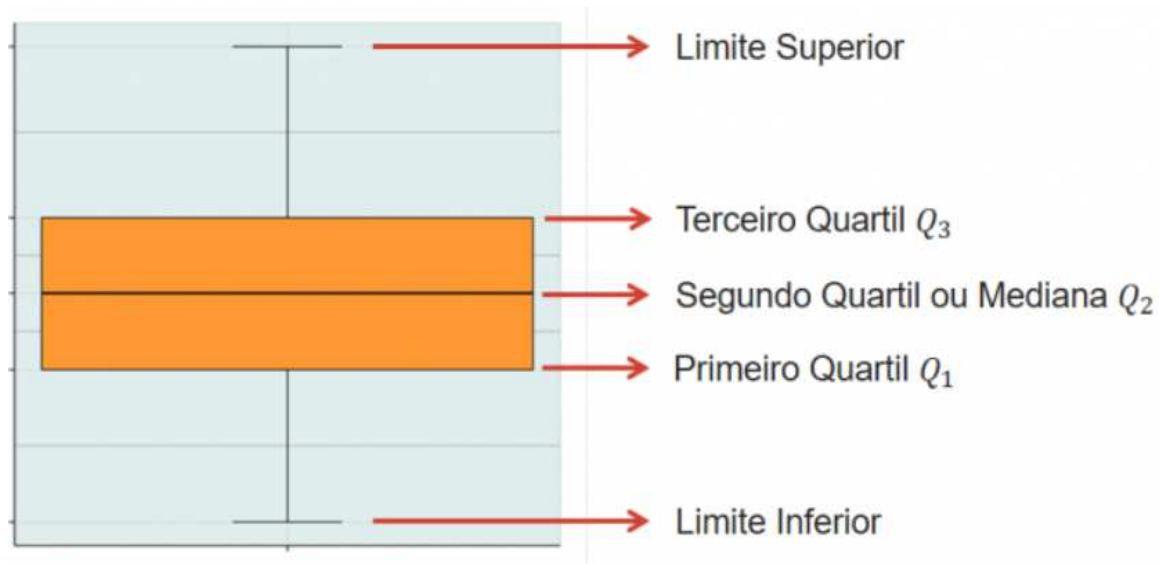 Limite Superior
Terceiro Quartil Q₃
Segundo Quartil ou Mediana Q₂
Primeiro Quartil Q₁
Limite Inferior